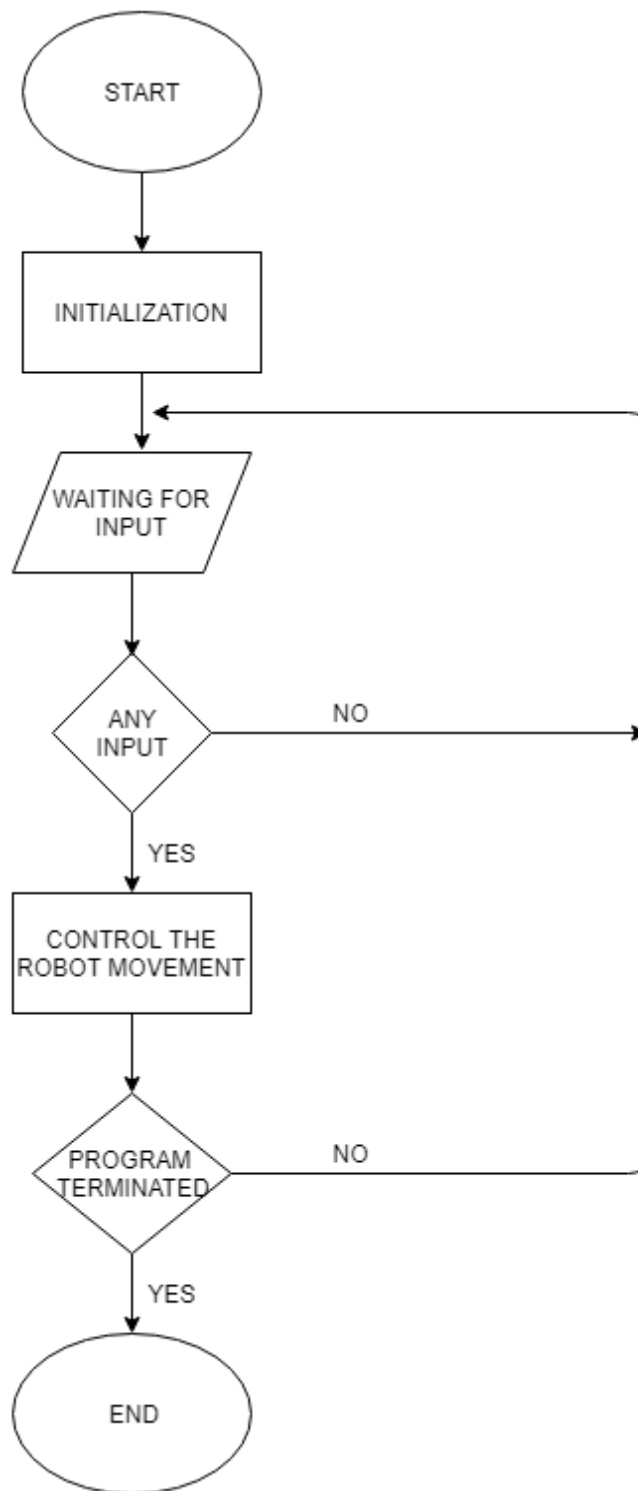 START
INITIALIZATION
WAITING FOR
INPUT
ANY
INPUT
NO
YES
CONTROL THE
ROBOT MOVEMENT
PROGRAM
TERMINATED
NO
YES
END